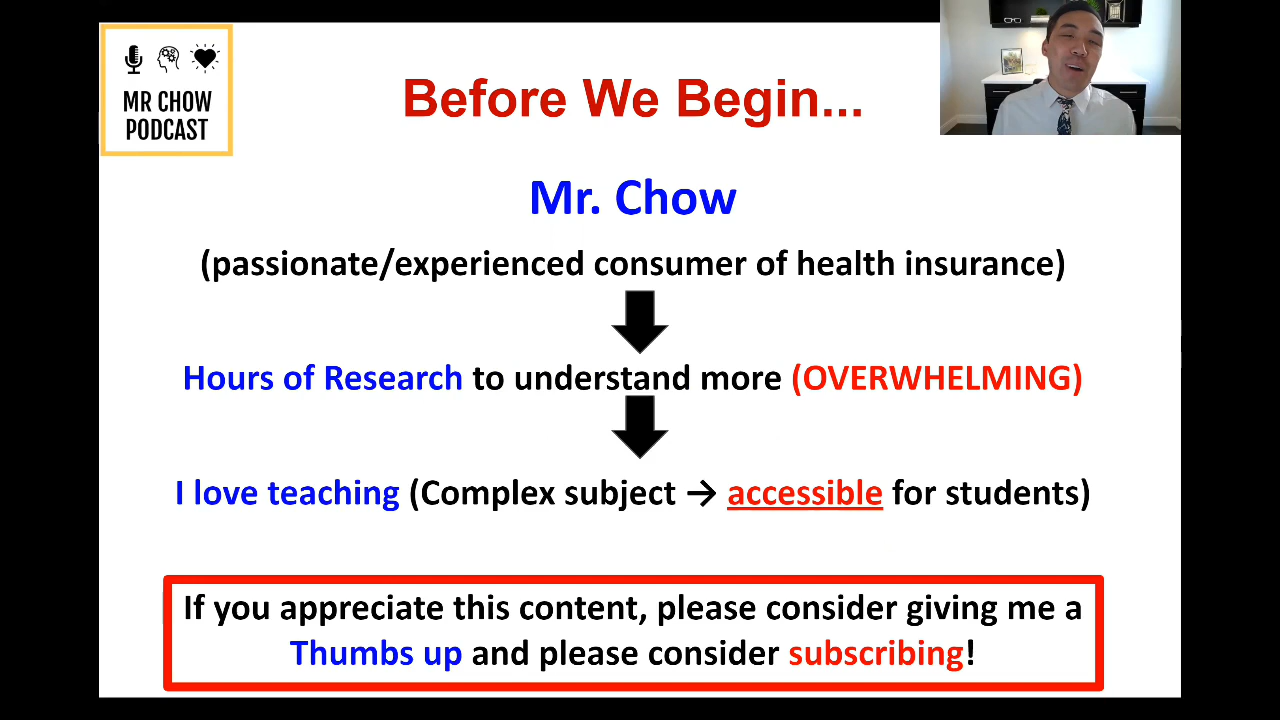 MR CHOW
PODCAST
Before We Begin...
Mr. Chow
(passionate/experienced consumer of health insurance)
Hours of Research to understand more (OVERWHELMING)
I love teaching (Complex subject → accessible for students)
If you appreciate this content, please consider giving me a
Thumbs up and please consider subscribing!